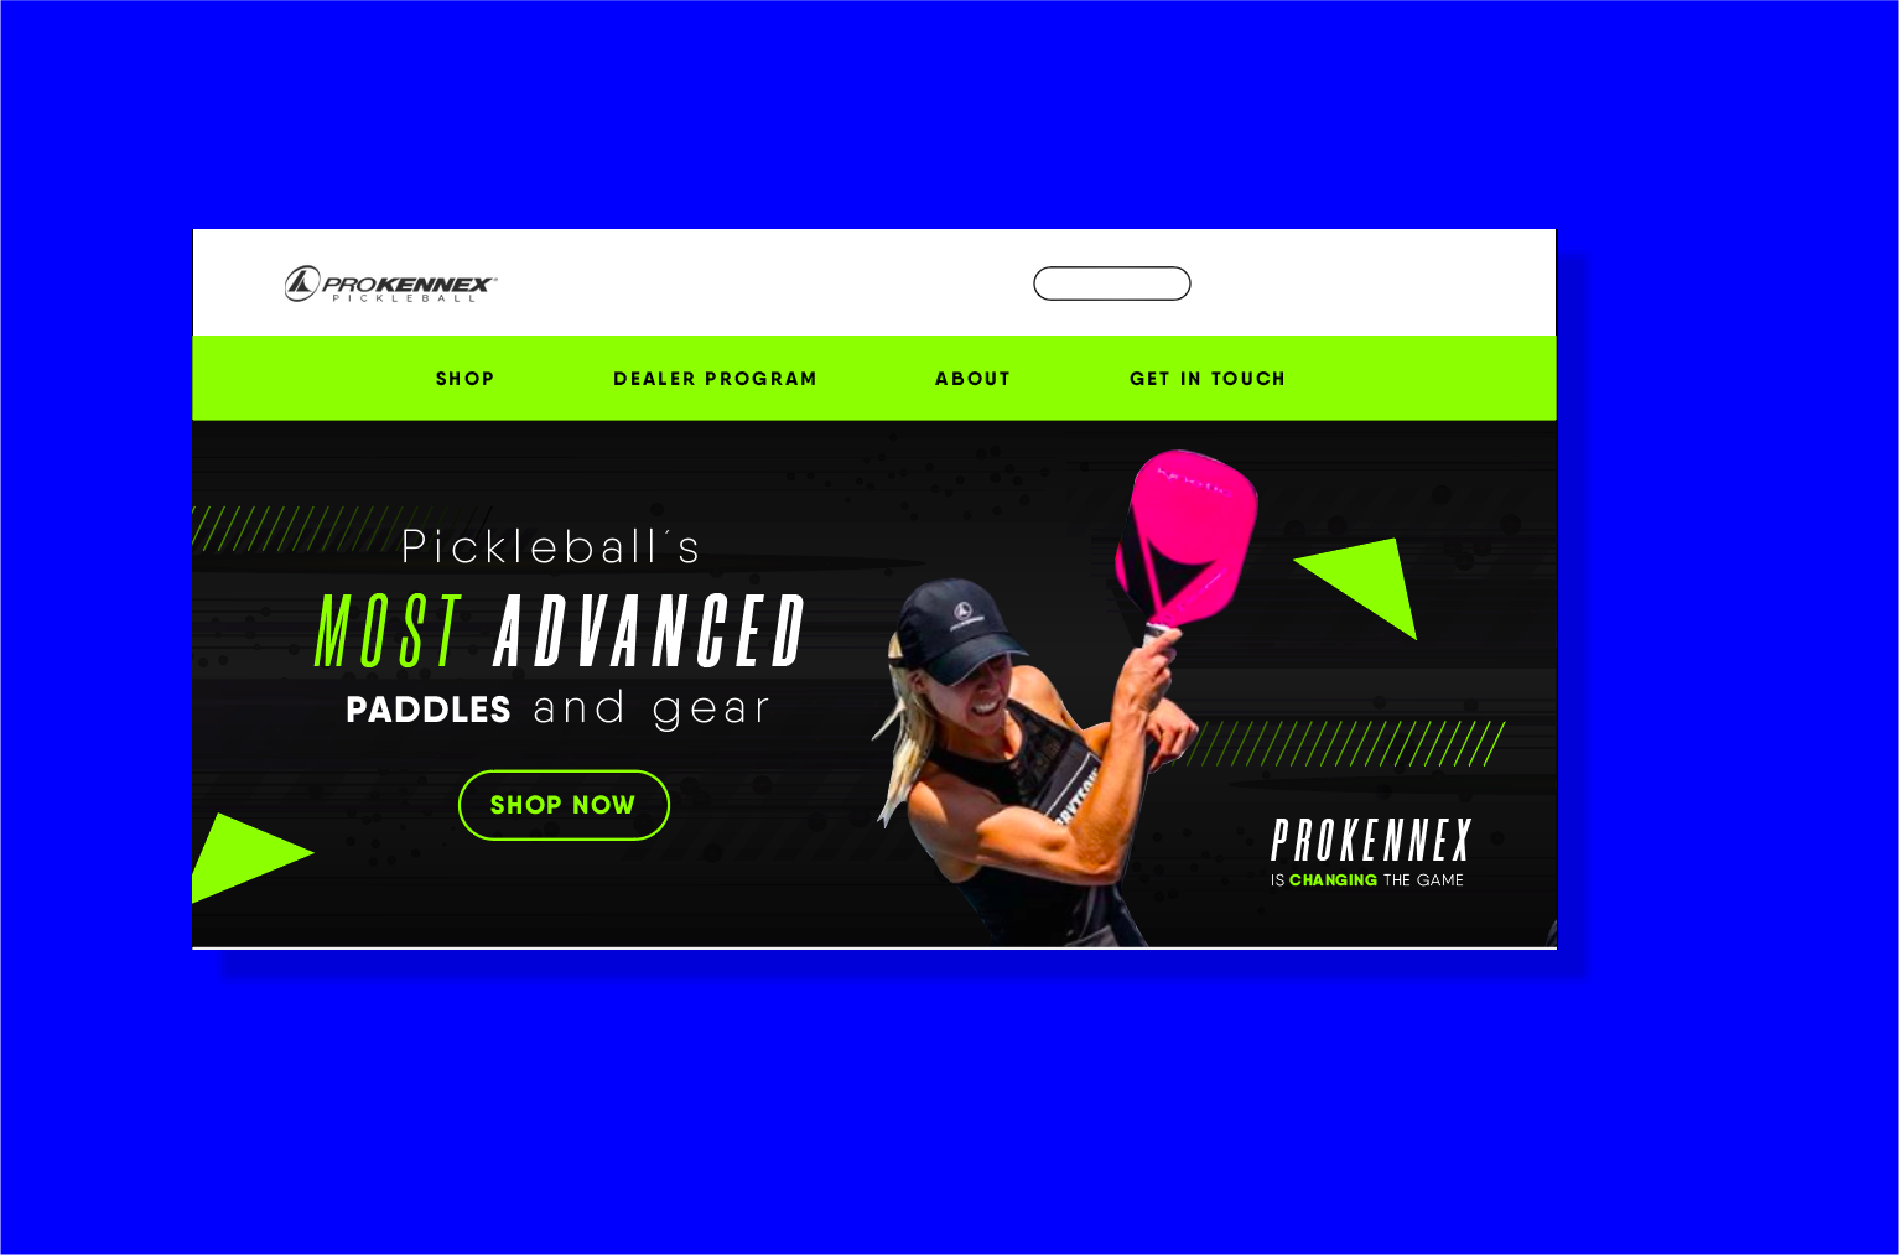 PROKENNEX
PICKLEBALL
SHOP DEALER PROGRAM ABOUT GET IN TOUCH
Pickleball´s
MOST ADVANCED
PADDLES and gear
SHOP NOW
PROKENNEX
IS CHANGING THE GAME